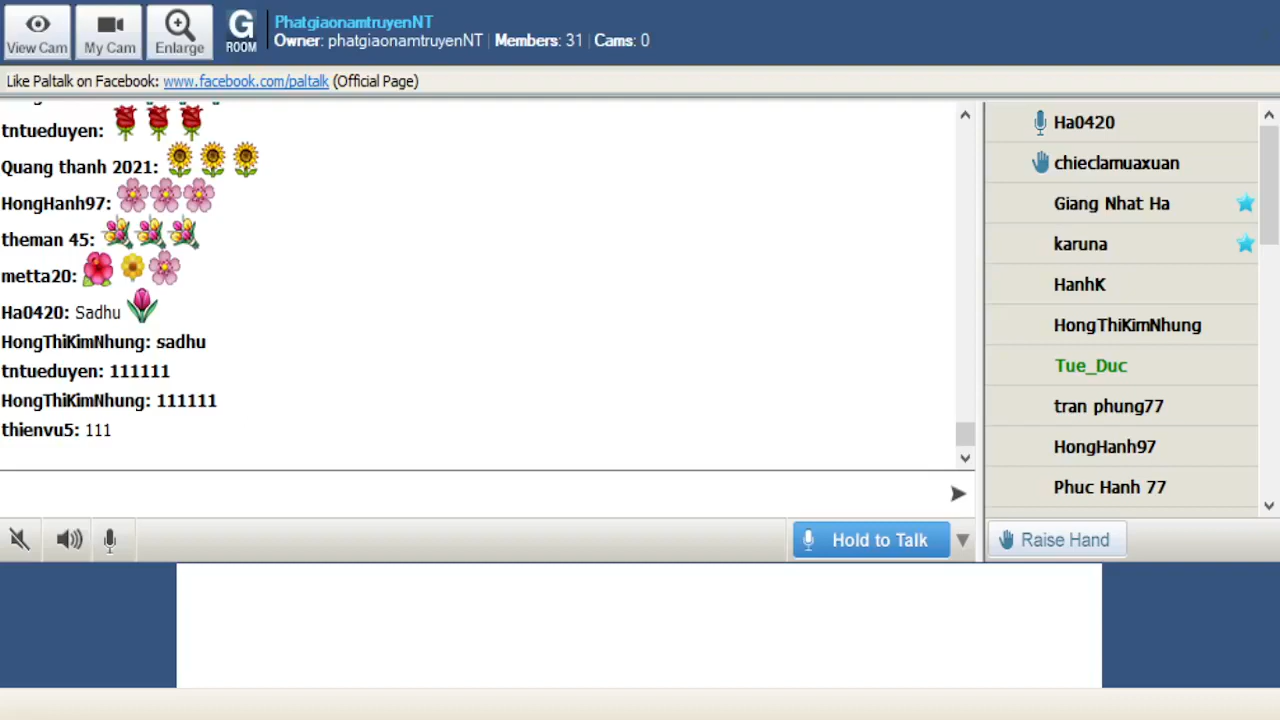 PhatgiaonamtruyenNT
View Cam
My Cam
Enlarge
G
ROOM
Owner: phatgiaonamtruyenNT | Members: 31 | Cams: 0
Like Paltalk on Facebook: www.facebook.com/paltalk (Official Page)
tntueduyen:
Quang thanh 2021:
HongHanh97:
theman 45:
metta20:
Ha0420: Sadhu
HongThiKimNhung: sadhu
tntueduyen: 111111
HongThiKimNhung: 111111
thienvu5: 111
Ha0420
chieclamuaxuan
Giang Nhat Ha
karuna
HanhK
HongThiKimNhung
Tue_Duc
tran phung77
HongHanh97
Phuc Hanh 77
Hold to Talk
Raise Hand